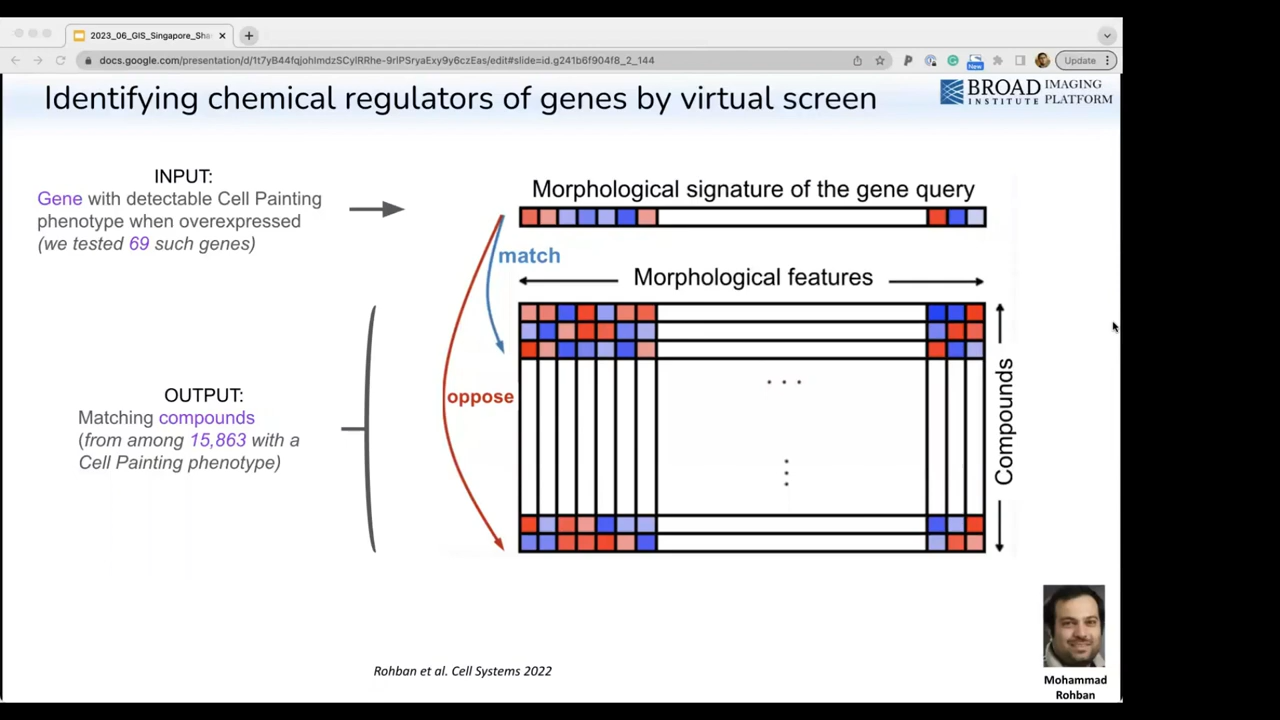 2023_06_GIS_Singapore_Sha
docs.google.com/presentation/d/1t7yB44fqjohImdzSCyIRRhe-9rIPSryaExy9y6czEas/edit#slide=id.g241b6f904f8_2_144
New
Update
Identifying chemical regulators of genes by virtual screen
BROAD INSTITUTE
IMAGING PLATFORM
INPUT:
Gene with detectable Cell Painting
phenotype when overexpressed
(we tested 69 such genes)
Morphological signature of the gene query
match
Morphological features
oppose
Compounds
OUTPUT:
Matching compounds
(from among 15,863 with a
Cell Painting phenotype)
Rohban et al. Cell Systems 2022
Mohammad
Rohban